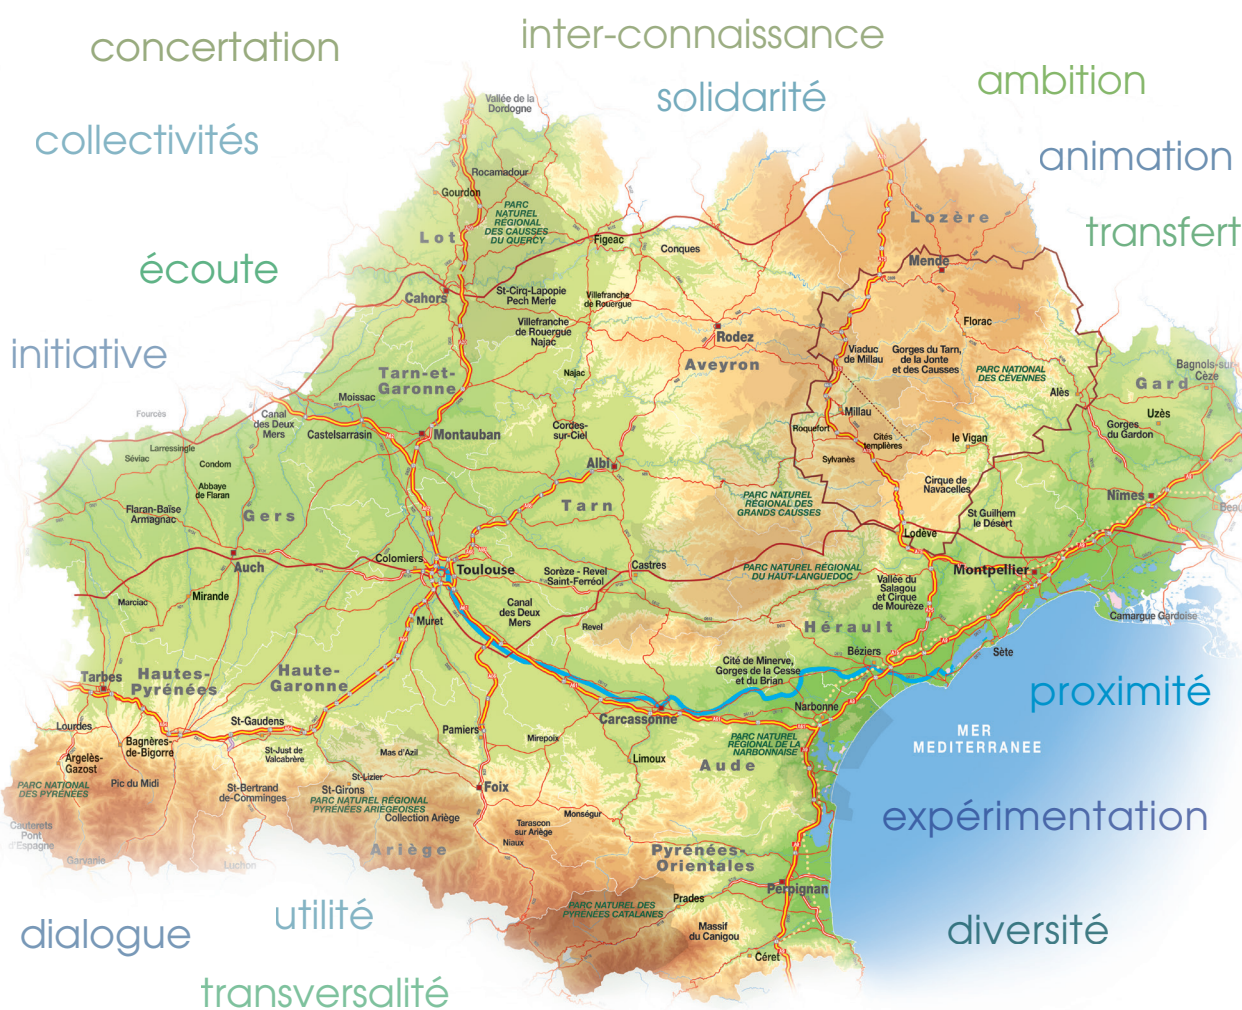 concertation
inter-connaissance
ambition
solidarité
collectivités
animation
transfert
écoute
initiative
Vallée de la
Dordogne
Rocamadour
Gourdon
PARC
NATUREL
RÉGIONAL
DES CAUSSES
DU QUERCY
Lot
Figeac
Conques
Lozère
Mende
Cahors
St-Cirq-Lapopie
Pech Merle
Villefranche
de Rouergue
Villefranche
de Rouergue
Najac
Rodez
Aveyron
Florac
Viaduc
de Millau
Gorges du Tarn,
de la Jonte
et des Causses
PARC NATIONAL
DES CÉVENNES
Bagnols-sur
Cèze
Gard
Alès
Tarn-et-
Garonne
Najac
Moissac
Fourcès
Canal
des Deux
Mers
Castelsarrasin
Montauban
Cordes-
sur-Ciel
Millau
Roquefort
Cités
templières
le Vigan
Uzès
Gorges
du Gardon
Larressingle
Séviac
Condom
Albi
Sylvanès
Abbaye
de Flaran
Cirque de
Navacelles
Nîmes
Flaran-Baïse
Armagnac
Gers
Tarn
PARC NATUREL
RÉGIONAL DES
GRANDS CAUSSES
St Guilhem
le Désert
Beau
Lodève
Colomiers
Toulouse
Auch
Sorèze - Revel
Saint-Ferréol
Castres
PARC NATUREL RÉGIONAL
DU HAUT-LANGUEDOC
Montpellier
Vallée du
Salagou
et Cirque
de Mourèze
Marciac
Mirande
Canal
des Deux
Mers
Muret
Revel
Hérault
Camargue Gardoise
Béziers
Sète
Cité de Minerve,
Gorges de la Cesse
et du Brian
Tarbes
Hautes-
Pyrénées
Haute-
Garonne
proximité
Narbonne
Carcassonne
Lourdes
St-Gaudens
Pamiers
Mirepoix
MER
MEDITERRANEE
Bagnères-
de-Bigorre
St-Just de
Valcabrère
Mas d'Azil
Limoux
PARC NATUREL
RÉGIONAL DE LA
NARBONNAISE
Aude
Argelès-
Gazost
Pic du Midi
PARC NATIONAL
DES PYRÉNÉES
St-Lizier
St-Girons
St-Bertrand
de-Comminges
PARC NATUREL RÉGIONAL
PYRÉNÉES ARIÉGEOISES
Collection Ariège
Foix
Monségur
Tarascon
sur Ariège
Niaux
expérimentation
Cauterets
Pont
d'Espagne
Gavarnie
Luchon
Ariège
Pyrénées-
Orientales
Perpignan
Prades
PARC NATUREL DES
PYRÉNÉES CATALANES
Massif
du Canigou
Céret
utilité
dialogue
diversité
transversalité